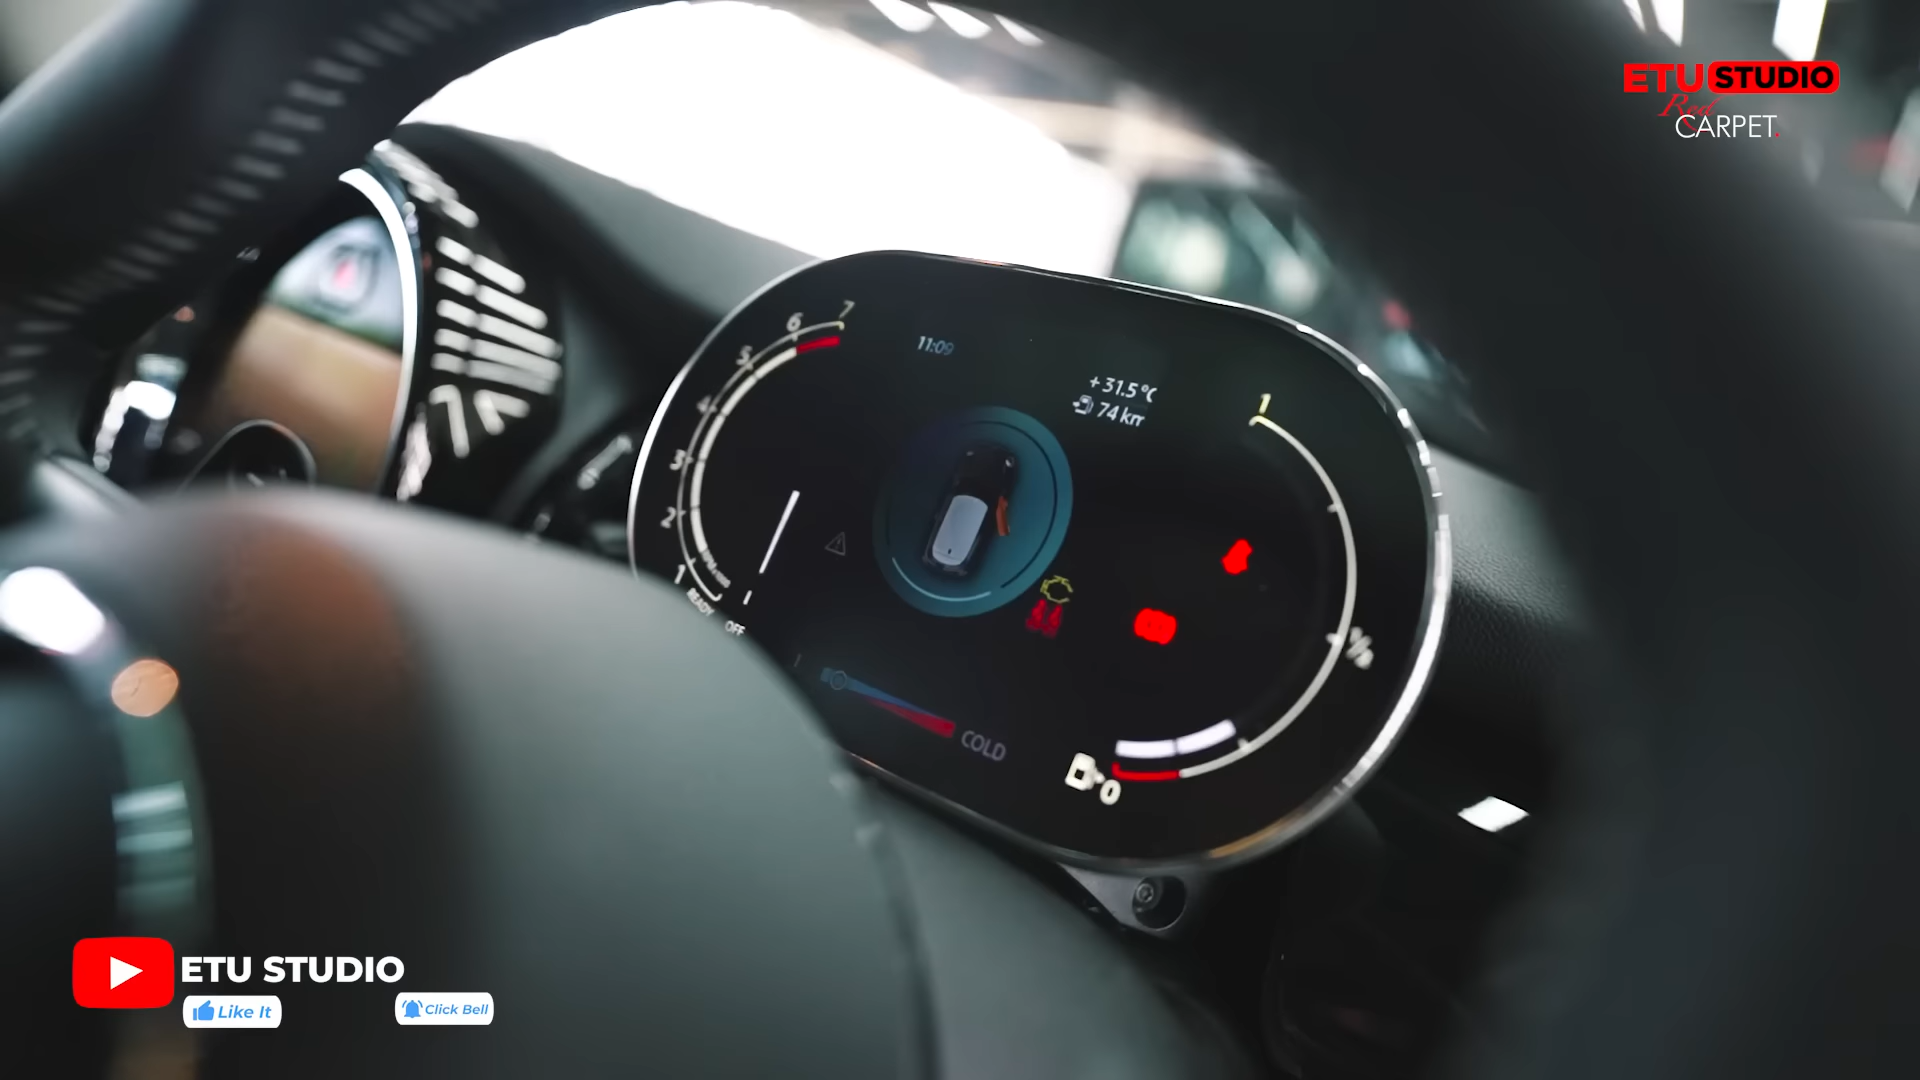 ETU STUDIO
Red
CARPET.
7
6
5
4
3
2
1
READY
OFF
11:09
+31.5°C
74 km
1
COLD
0
ETU STUDIO
Like It
Click Bell